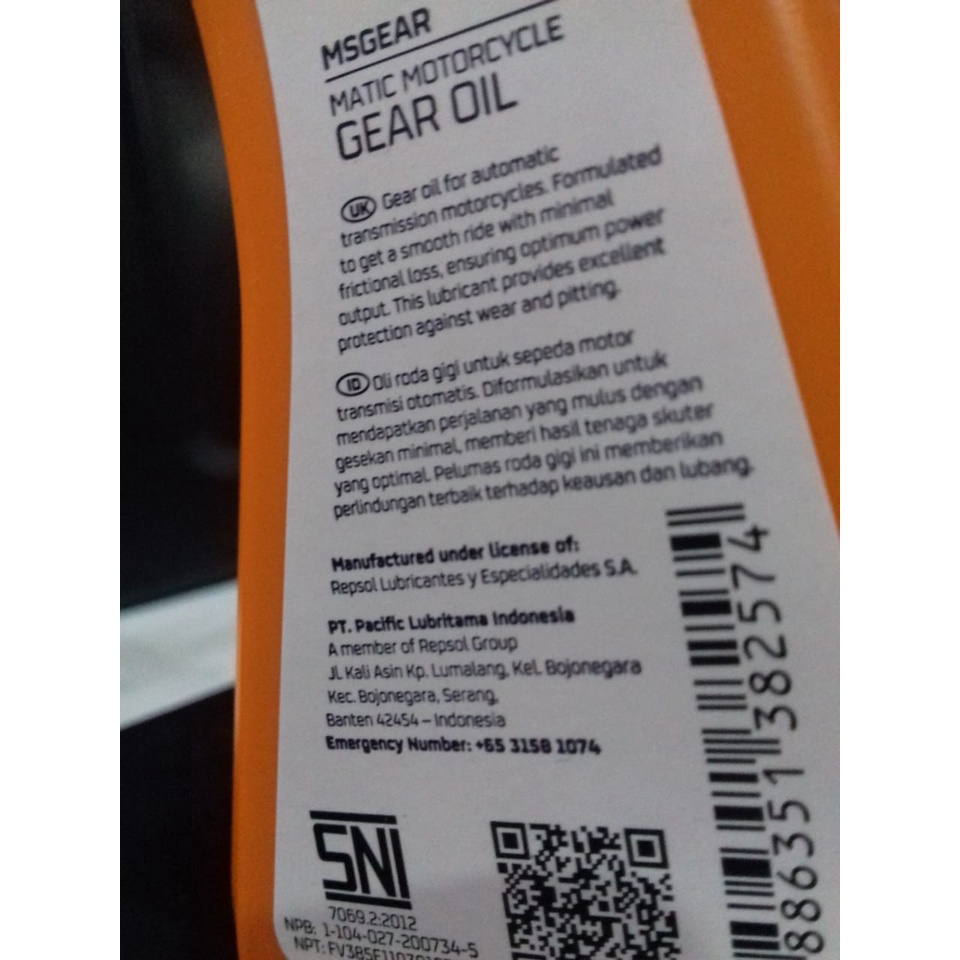 MSGEAR
MATIC MOTORCYCLE
GEAR OIL
UK Gear oil for automatic
transmission motorcycles. Formulated
to get a smooth ride with minimal
frictional loss, ensuring optimum power
output. This lubricant provides excellent
protection against wear and pitting.
ID Oli roda gigi untuk sepeda motor
transmisi otomatis. Diformulasikan untuk
mendapatkan perjalanan yang mulus dengan
gesekan minimal, memberi hasil tenaga skuter
yang optimal. Pelumas roda gigi ini memberikan
perlindungan terbaik terhadap keausan dan lubang.
Manufactured under license of:
Repsol Lubricantes y Especialidades S.A.
PT. Pacific Lubritama Indonesia
A member of Repsol Group
Jl. Kali Asin Kp. Lumalang, Kel. Bojonegara
Kec. Bojonegara, Serang,
Banten 42454 – Indonesia
Emergency Number: +65 3158 1074
SNI
7069.2:2012
NPB: 1-104-027-200734-5
NPT:
8 86351 382574